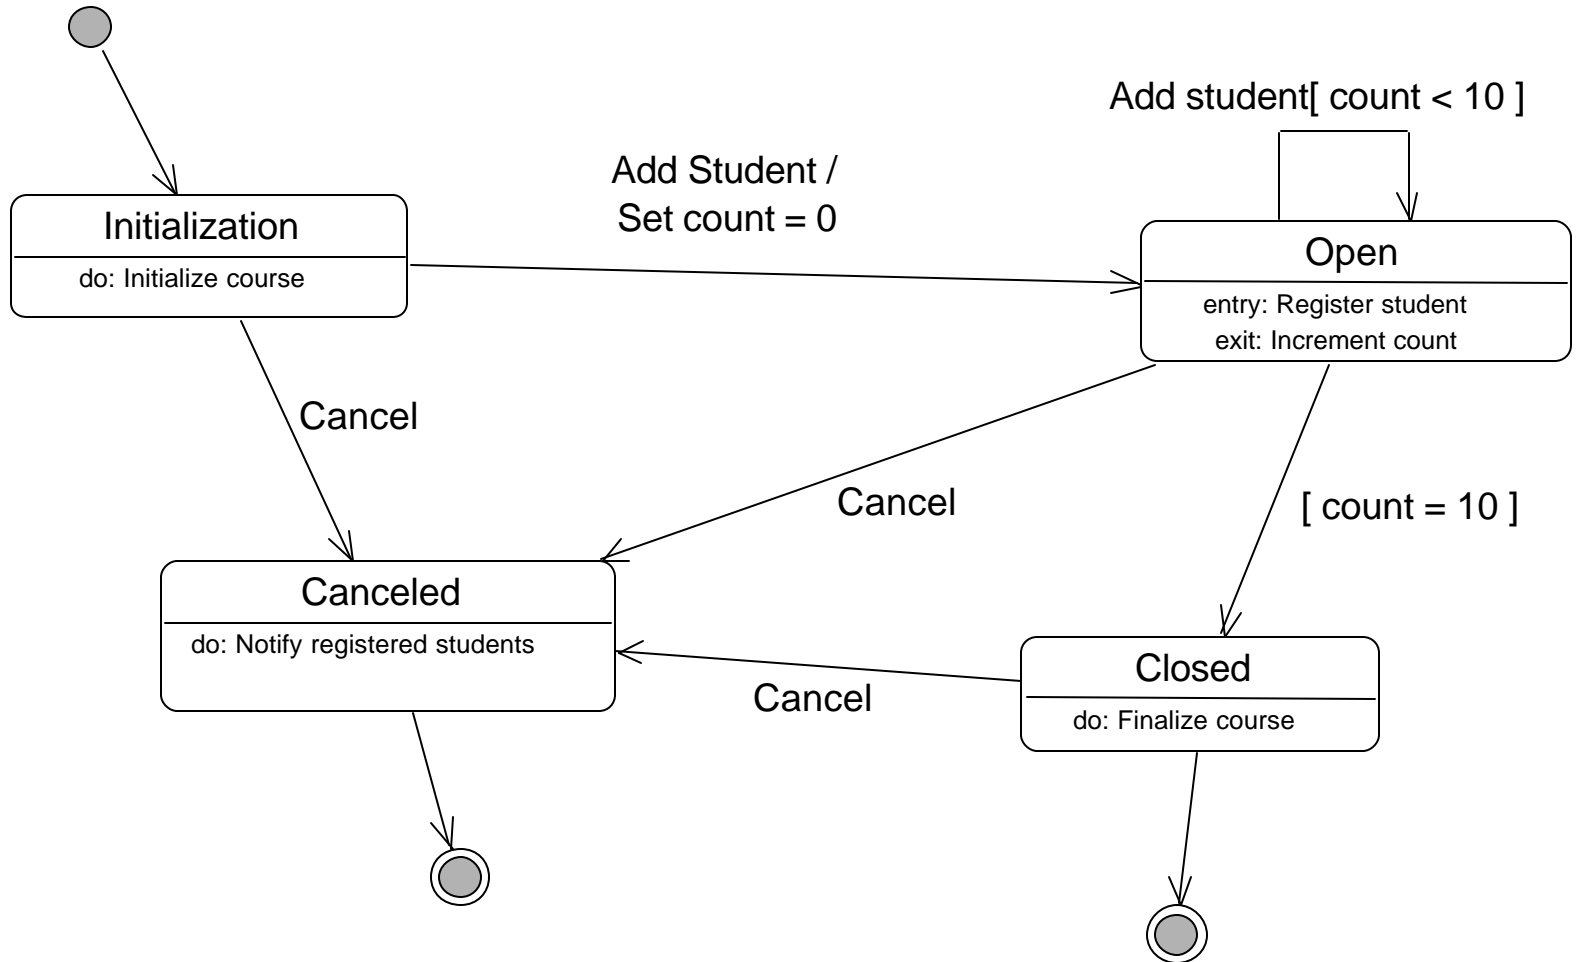 Add student[ count < 10 ]
Add Student /
Set count = 0
Initialization
do: Initialize course
Open
entry: Register student
exit: Increment count
Cancel
Cancel
[ count = 10 ]
Canceled
do: Notify registered students
Closed
do: Finalize course
Cancel